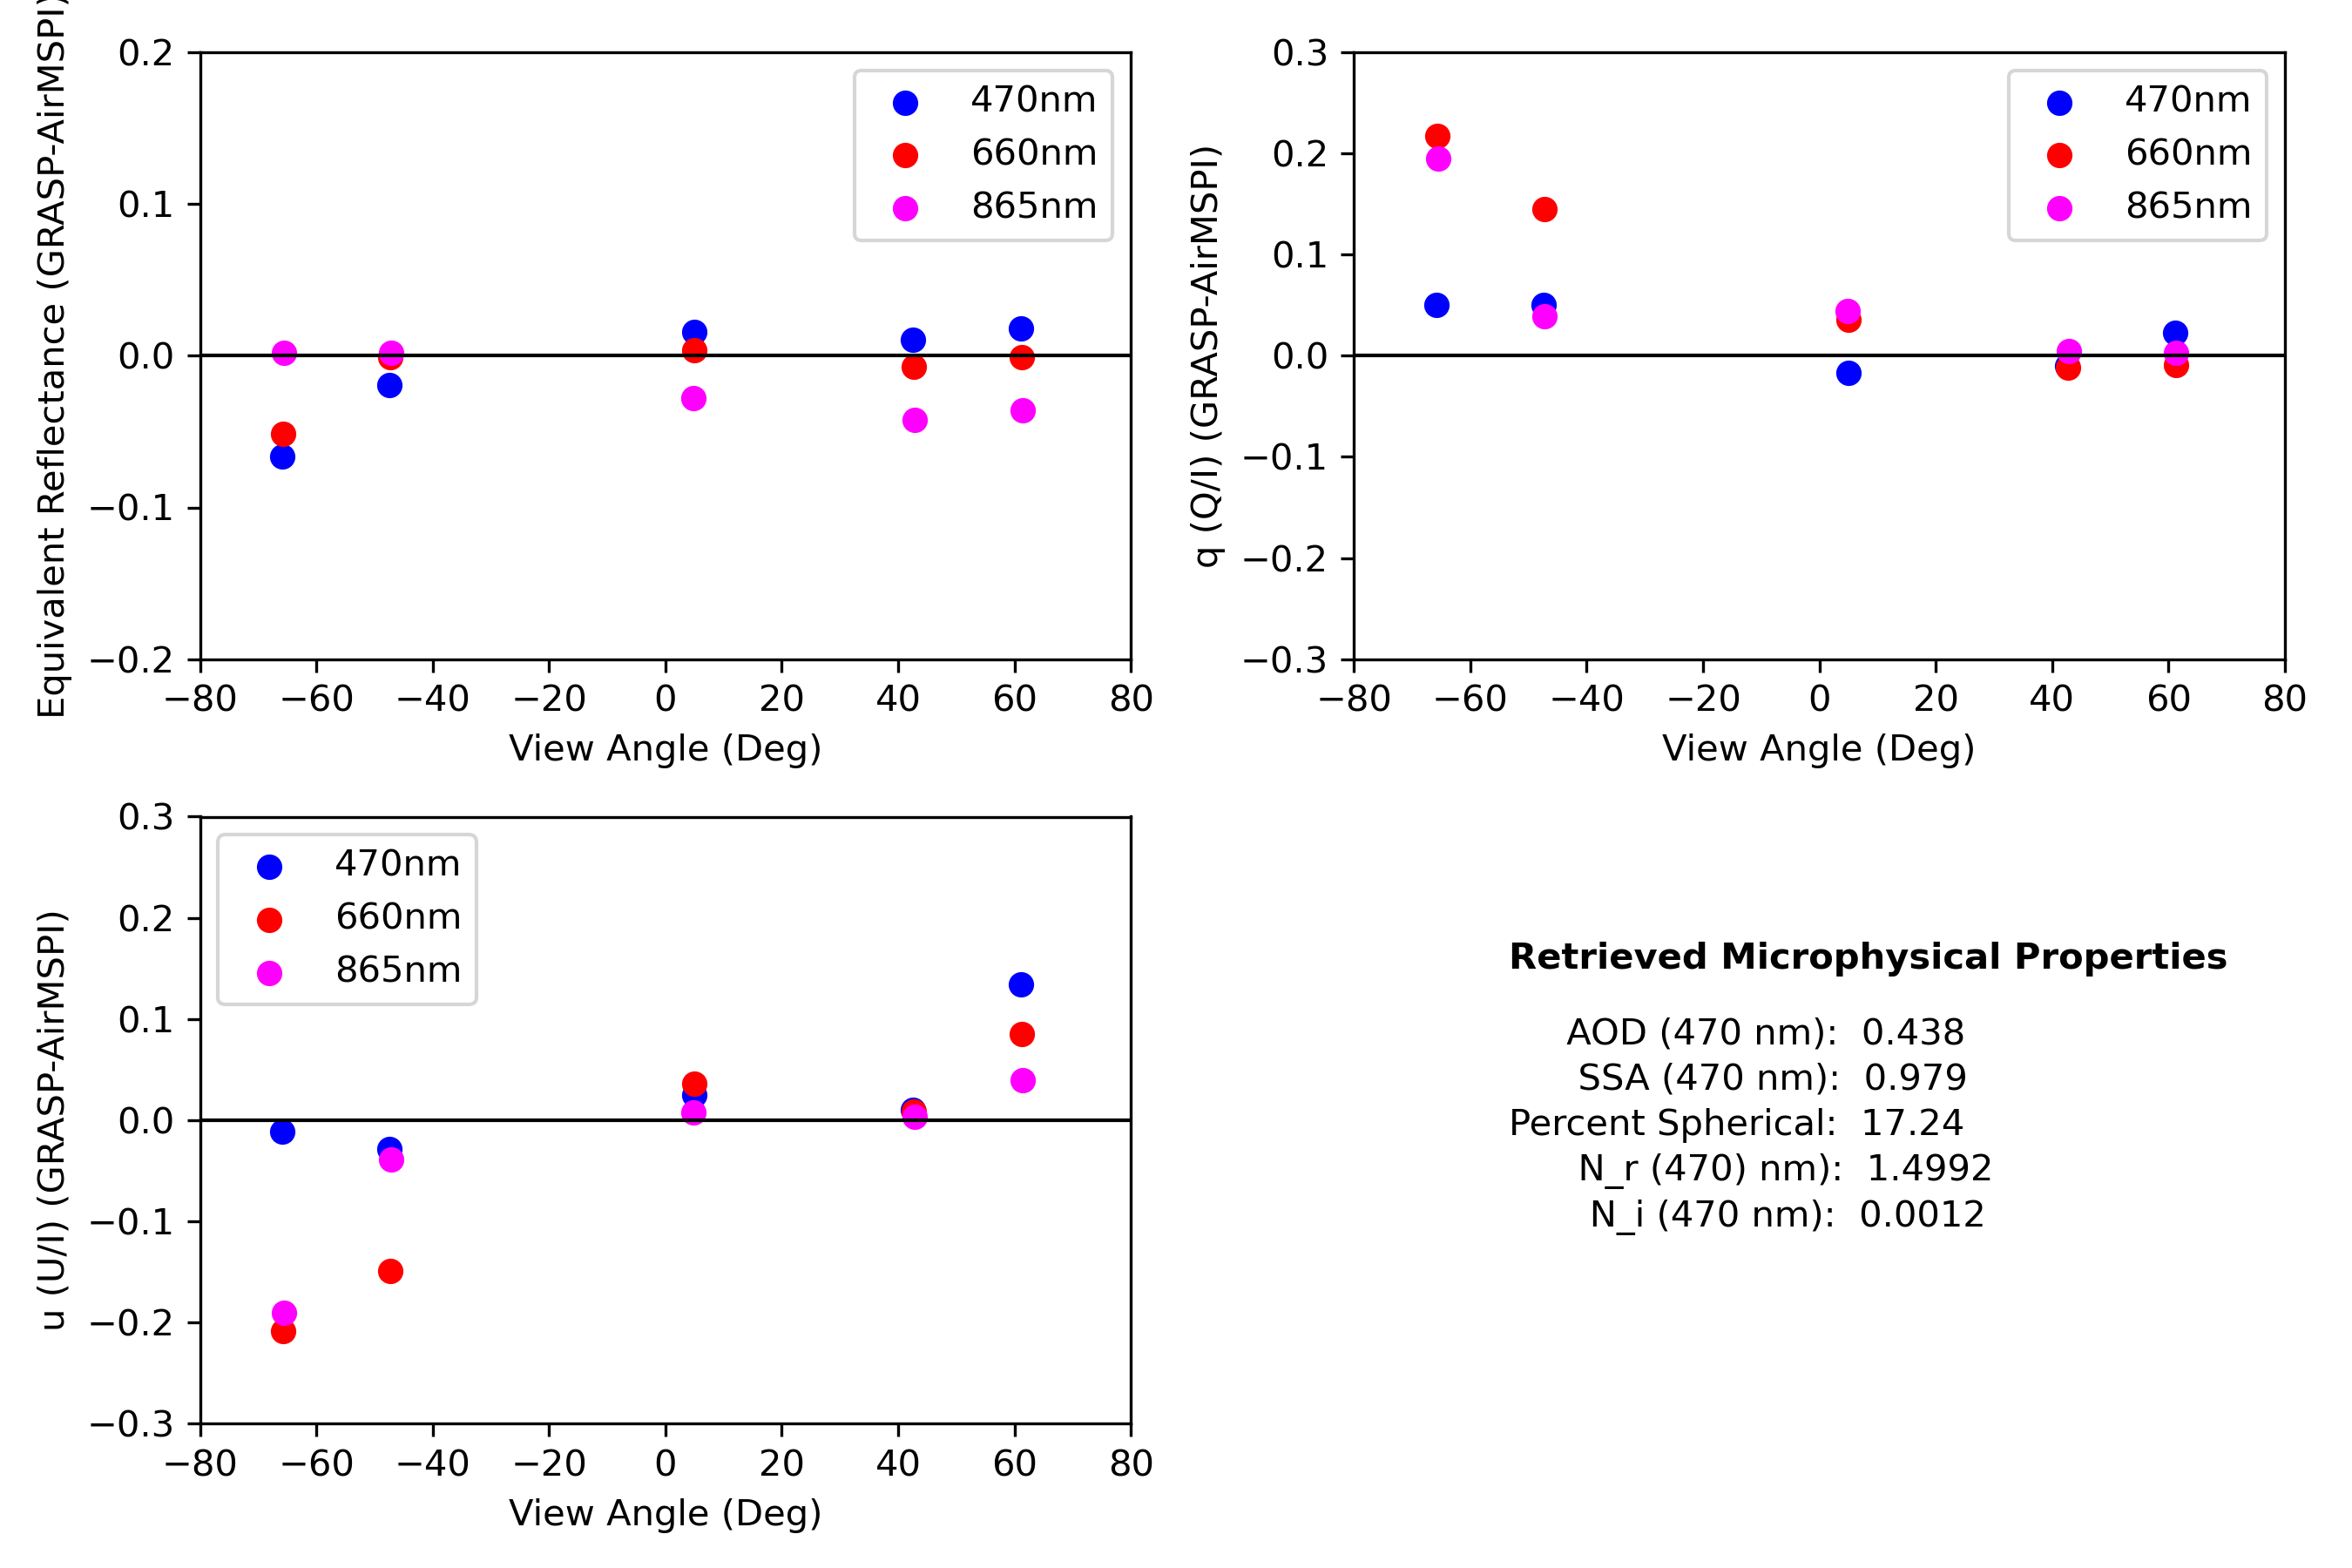 Equivalent Reflectance (GRASP-AirMSPI)
0.2
0.1
0.0
−0.1
−0.2
470nm
660nm
865nm
−80 −60 −40 −20 0 20 40 60 80
View Angle (Deg)
q (Q/I) (GRASP-AirMSPI)
0.3
0.2
0.1
0.0
−0.1
−0.2
−0.3
470nm
660nm
865nm
−80 −60 −40 −20 0 20 40 60 80
View Angle (Deg)
u (U/I) (GRASP-AirMSPI)
0.3
0.2
0.1
0.0
−0.1
−0.2
−0.3
470nm
660nm
865nm
−80 −60 −40 −20 0 20 40 60 80
View Angle (Deg)
Retrieved Microphysical Properties
AOD (470 nm): 0.438
SSA (470 nm): 0.979
Percent Spherical: 17.24
N_r (470) nm): 1.4992
N_i (470 nm): 0.0012